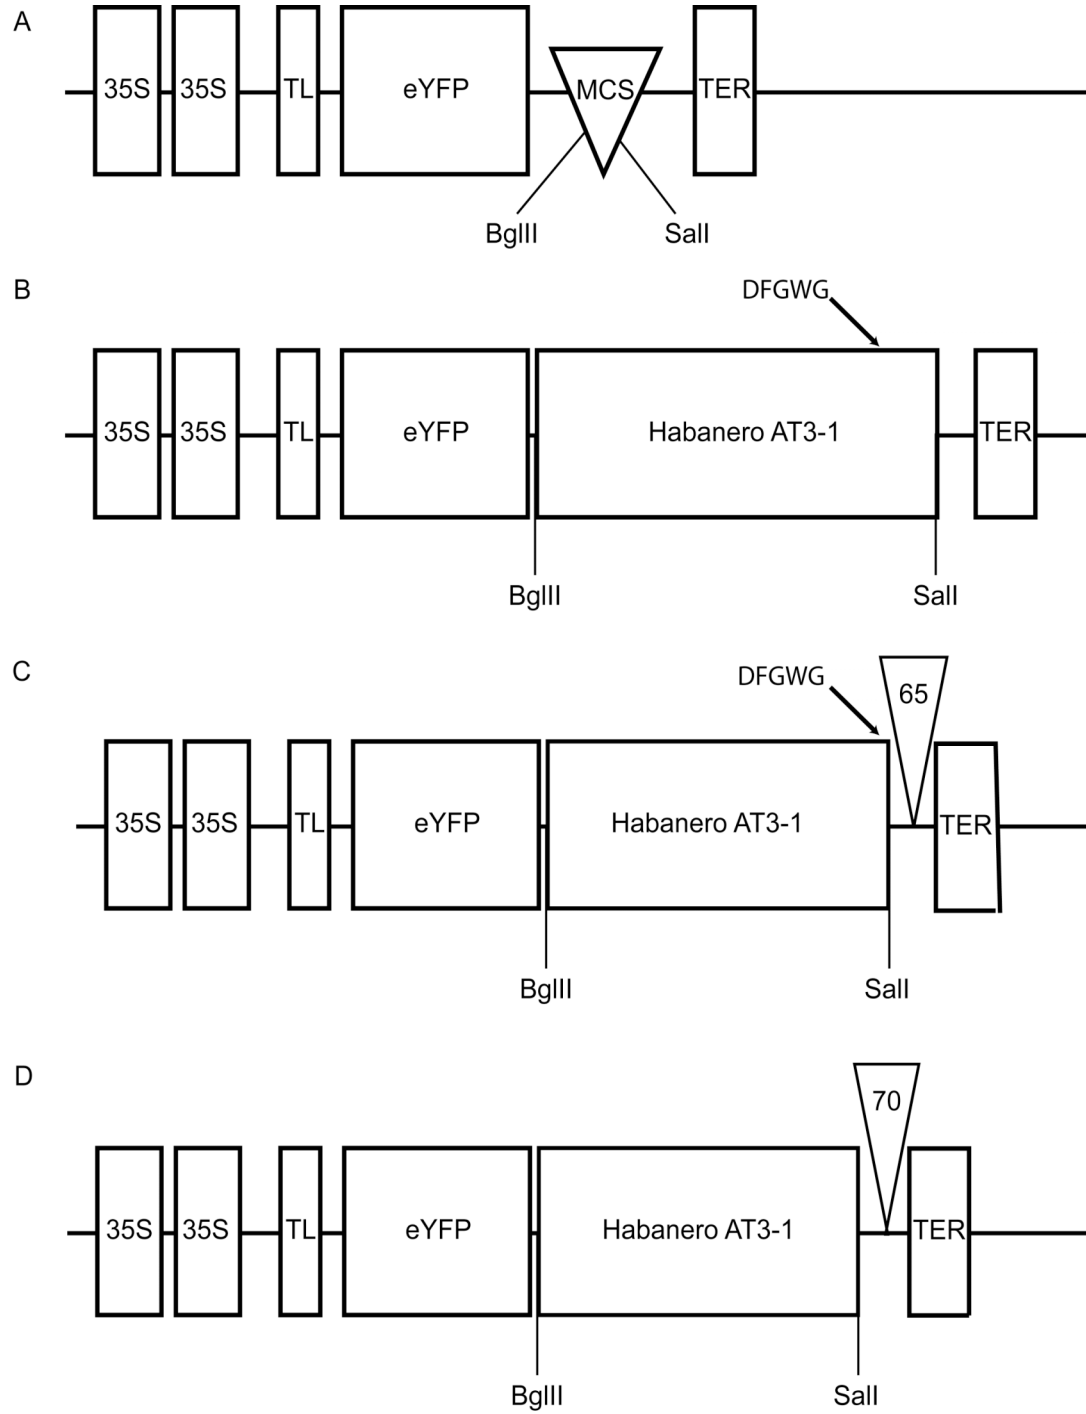 A
35S 35S TL eYFP MCS TER
BglII SalI
B
DFGWG
35S 35S TL eYFP Habanero AT3-1 TER
BglII SalI
C
DFGWG
65
35S 35S TL eYFP Habanero AT3-1 TER
BglII SalI
D
70
35S 35S TL eYFP Habanero AT3-1 TER
BglII SalI